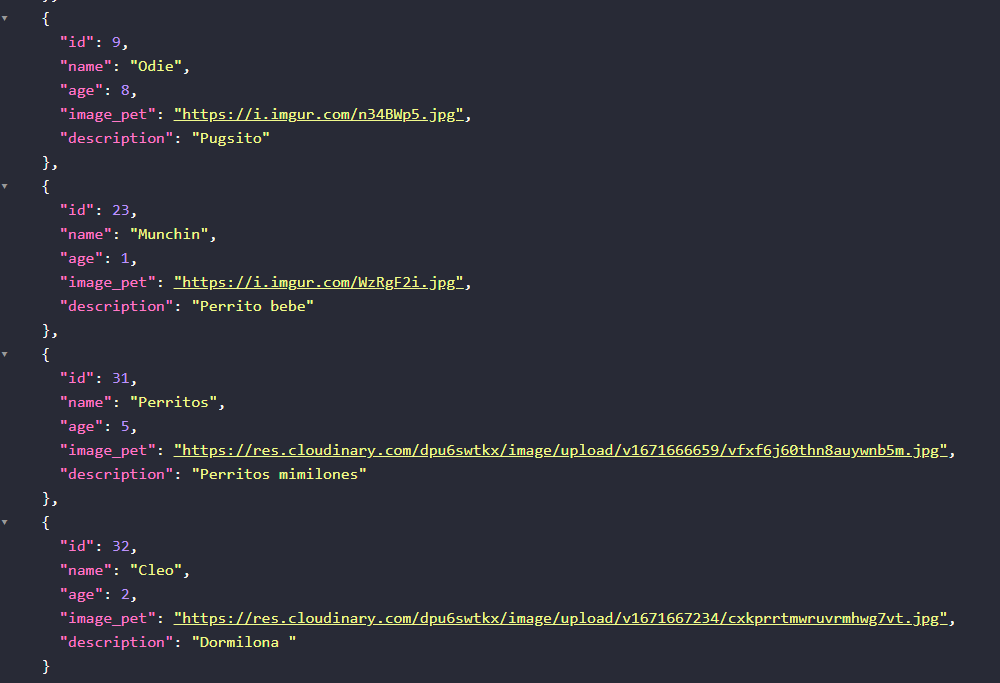 {
"id": 9,
"name": "Odie",
"age": 8,
"image_pet": "https://i.imgur.com/n34BWp5.jpg",
"description": "Pugsito"
},
{
"id": 23,
"name": "Munchin",
"age": 1,
"image_pet": "https://i.imgur.com/WzRgF2i.jpg",
"description": "Perrito bebe"
},
{
"id": 31,
"name": "Perritos",
"age": 5,
"image_pet": "https://res.cloudinary.com/dpu6swtkx/image/upload/v1671666659/vfxf6j60thn8auywnb5m.jpg",
"description": "Perritos mimilones"
},
{
"id": 32,
"name": "Cleo",
"age": 2,
"image_pet": "https://res.cloudinary.com/dpu6swtkx/image/upload/v1671667234/cxkprrtmwruvrmhwg7vt.jpg",
"description": "Dormilona "
}